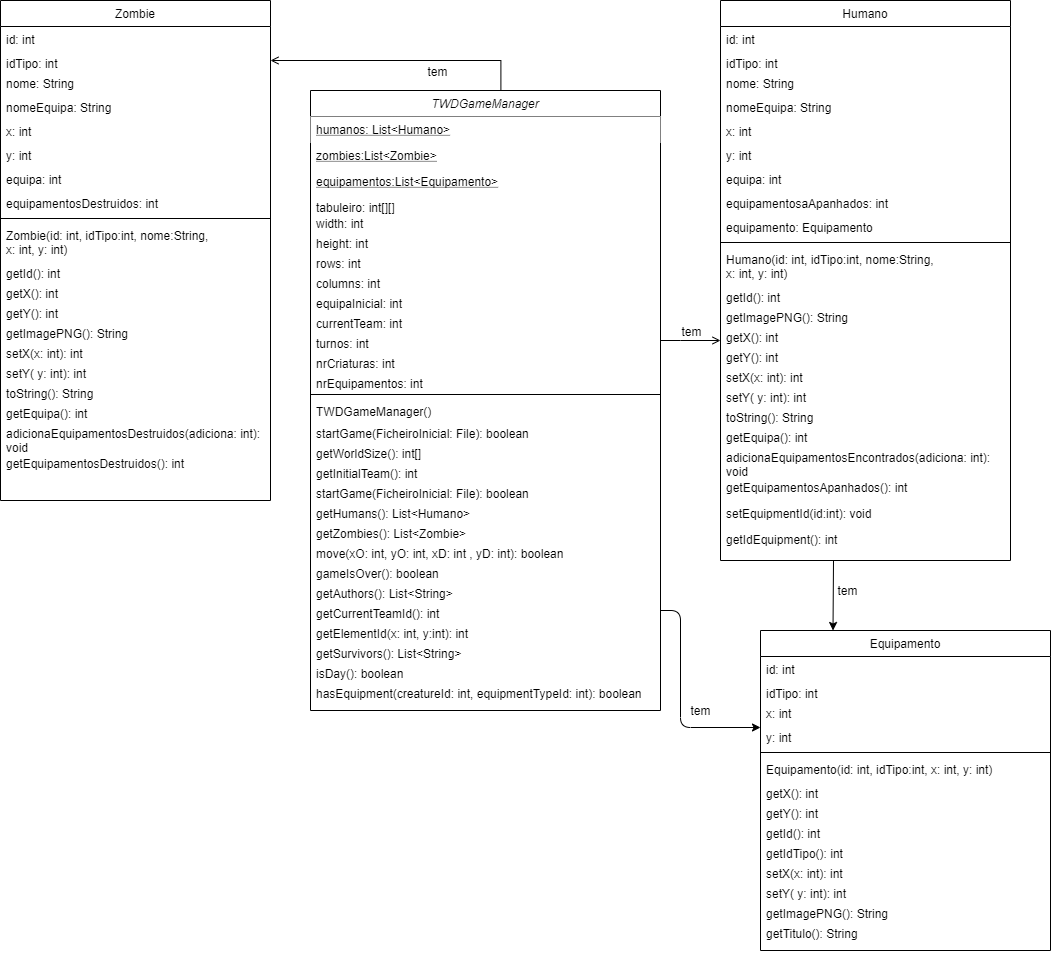 Zombie
id: int
idTipo: int
nome: String
nomeEquipa: String
x: int
y: int
equipa: int
equipamentosDestruidos: int
Zombie(id: int, idTipo:int, nome:String,
x: int, y: int)
getId(): int
getX(): int
getY(): int
getImagePNG(): String
setX(x: int): int
setY( y: int): int
toString(): String
getEquipa(): int
adicionaEquipamentosDestruidos(adiciona: int):
void
getEquipamentosDestruidos(): int
tem
TWDGameManager
humanos: List<Humano>
zombies:List<Zombie>
equipamentos:List<Equipamento>
tabuleiro: int[][]
width: int
height: int
rows: int
columns: int
equipaInicial: int
currentTeam: int
turnos: int
nrCriaturas: int
nrEquipamentos: int
TWDGameManager()
startGame(FicheiroInicial: File): boolean
getWorldSize(): int[]
getInitialTeam(): int
startGame(FicheiroInicial: File): boolean
getHumans(): List<Humano>
getZombies(): List<Zombie>
move(xO: int, yO: int, xD: int , yD: int): boolean
gameIsOver(): boolean
getAuthors(): List<String>
getCurrentTeamId(): int
getElementId(x: int, y:int): int
getSurvivors(): List<String>
isDay(): boolean
hasEquipment(creatureId: int, equipmentTypeId: int): boolean
tem
Humano
id: int
idTipo: int
nome: String
nomeEquipa: String
x: int
y: int
equipa: int
equipamentosaApanhados: int
equipamento: Equipamento
Humano(id: int, idTipo:int, nome:String,
x: int, y: int)
getId(): int
getImagePNG(): String
getX(): int
getY(): int
setX(x: int): int
setY( y: int): int
toString(): String
getEquipa(): int
adicionaEquipamentosEncontrados(adiciona: int):
void
getEquipamentosApanhados(): int
setEquipmentId(id:int): void
getIdEquipment(): int
tem
tem
Equipamento
id: int
idTipo: int
x: int
y: int
Equipamento(id: int, idTipo:int, x: int, y: int)
getX(): int
getY(): int
getId(): int
getIdTipo(): int
setX(x: int): int
setY( y: int): int
getImagePNG(): String
getTitulo(): String